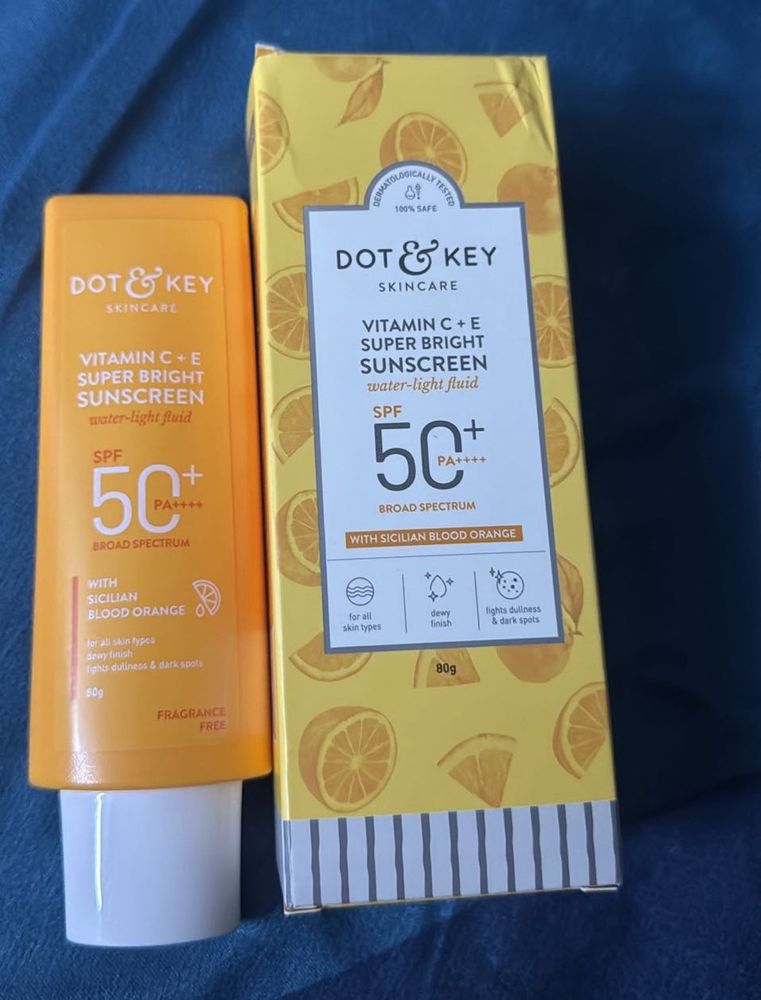 DOT & KEY
SKINCARE
VITAMIN C + E
SUPER BRIGHT
SUNSCREEN
water-light fluid
SPF
50+
PA++++
BROAD SPECTRUM
WITH
SICILIAN
BLOOD ORANGE
for all skin types
dewy finish
fights dullness & dark spots
80g
FRAGRANCE
FREE
DERMATOLOGICALLY TESTED
100% SAFE
DOT & KEY
SKINCARE
VITAMIN C + E
SUPER BRIGHT
SUNSCREEN
water-light fluid
SPF
50+
PA++++
BROAD SPECTRUM
WITH SICILIAN BLOOD ORANGE
for all
skin types
dewy
finish
fights dullness
& dark spots
80g